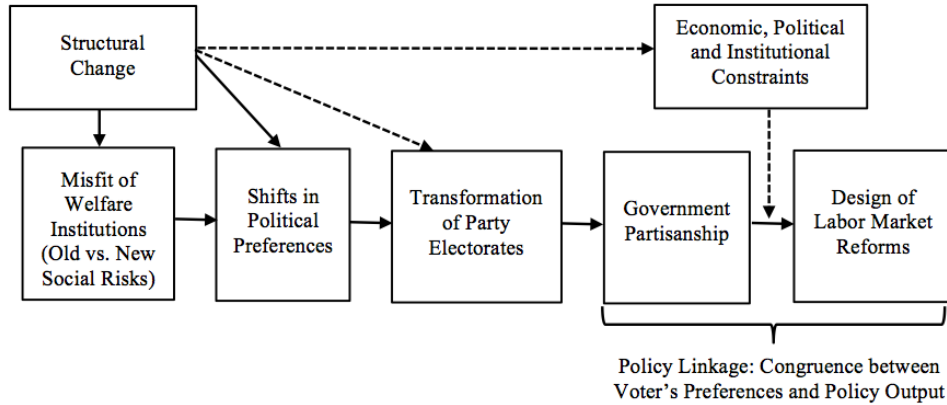 Structural
Change
Economic, Political
and Institutional
Constraints
Misfit of
Welfare
Institutions
(Old vs. New
Social Risks)
Shifts in
Political
Preferences
Transformation
of Party
Electorates
Government
Partisanship
Design of
Labor Market
Reforms
Policy Linkage: Congruence between
Voter's Preferences and Policy Output